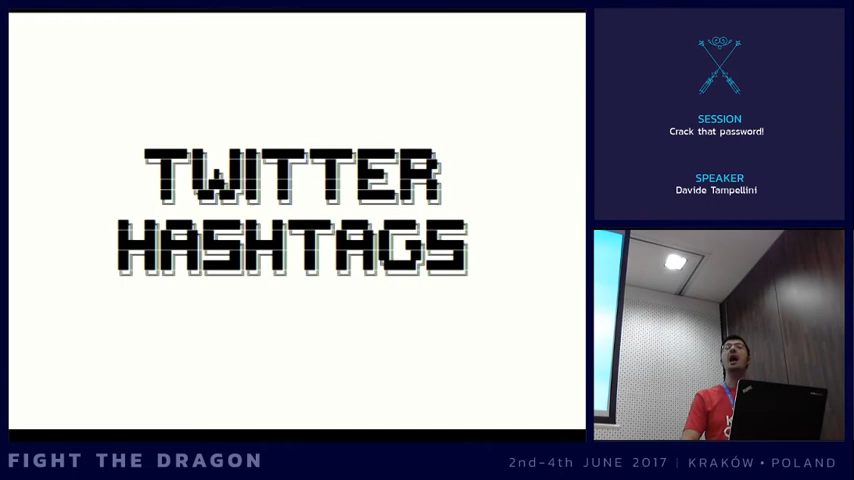 TWITTER
HASHTAGS
SESSION
Crack that password!
SPEAKER
Davide Tampellini
FIGHT THE DRAGON
2nd-4th JUNE 2017 | KRAKÓW • POLAND